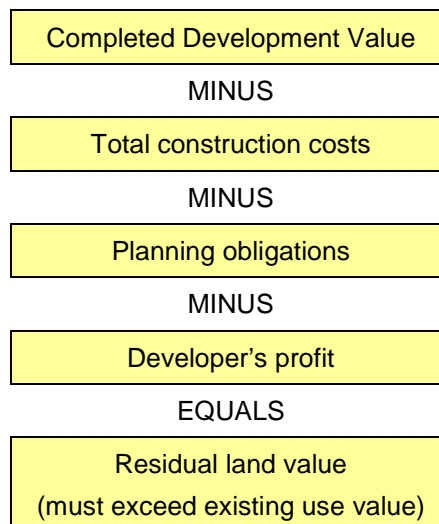 Completed Development Value
MINUS
Total construction costs
MINUS
Planning obligations
MINUS
Developer’s profit
EQUALS
Residual land value
(must exceed existing use value)